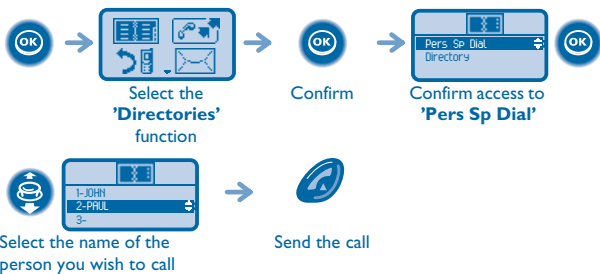 OK
OK
Pers Sp Dial
Directory
OK
Select the
’Directories’
function
Confirm
Confirm access to
’Pers Sp Dial’
1-JOHN
2-PAUL
3-
Select the name of the
person you wish to call
Send the call